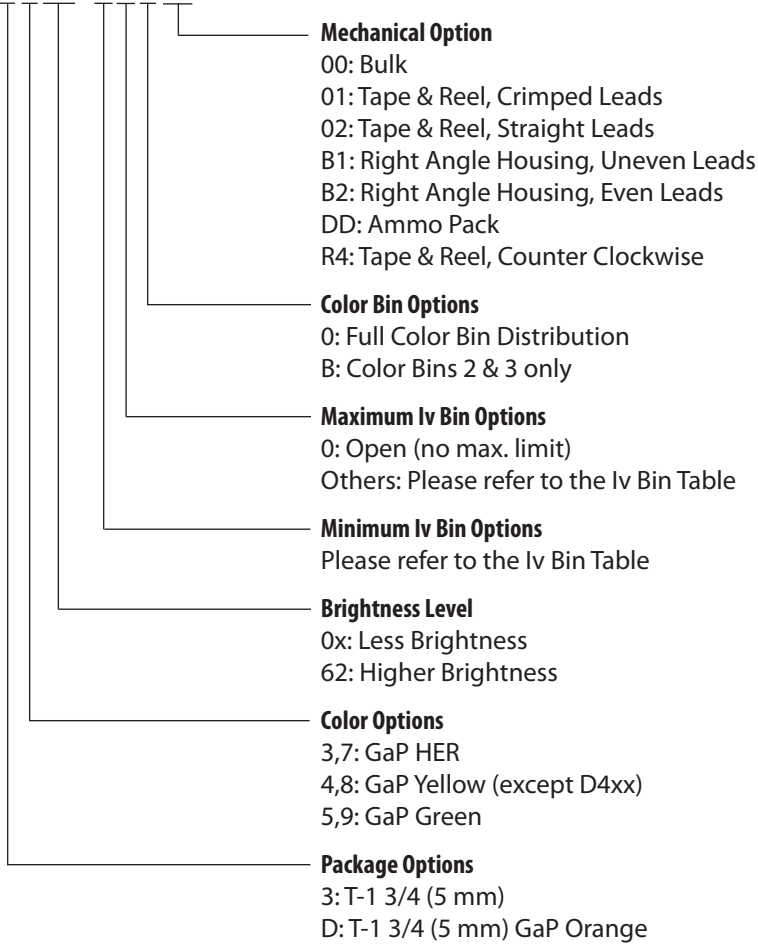 Mechanical Option
00: Bulk
01: Tape & Reel, Crimped Leads
02: Tape & Reel, Straight Leads
B1: Right Angle Housing, Uneven Leads
B2: Right Angle Housing, Even Leads
DD: Ammo Pack
R4: Tape & Reel, Counter Clockwise
Color Bin Options
0: Full Color Bin Distribution
B: Color Bins 2 & 3 only
Maximum Iv Bin Options
0: Open (no max. limit)
Others: Please refer to the Iv Bin Table
Minimum Iv Bin Options
Please refer to the Iv Bin Table
Brightness Level
0x: Less Brightness
62: Higher Brightness
Color Options
3,7: GaP HER
4,8: GaP Yellow (except D4xx)
5,9: GaP Green
Package Options
3: T-1 3/4 (5 mm)
D: T-1 3/4 (5 mm) GaP Orange